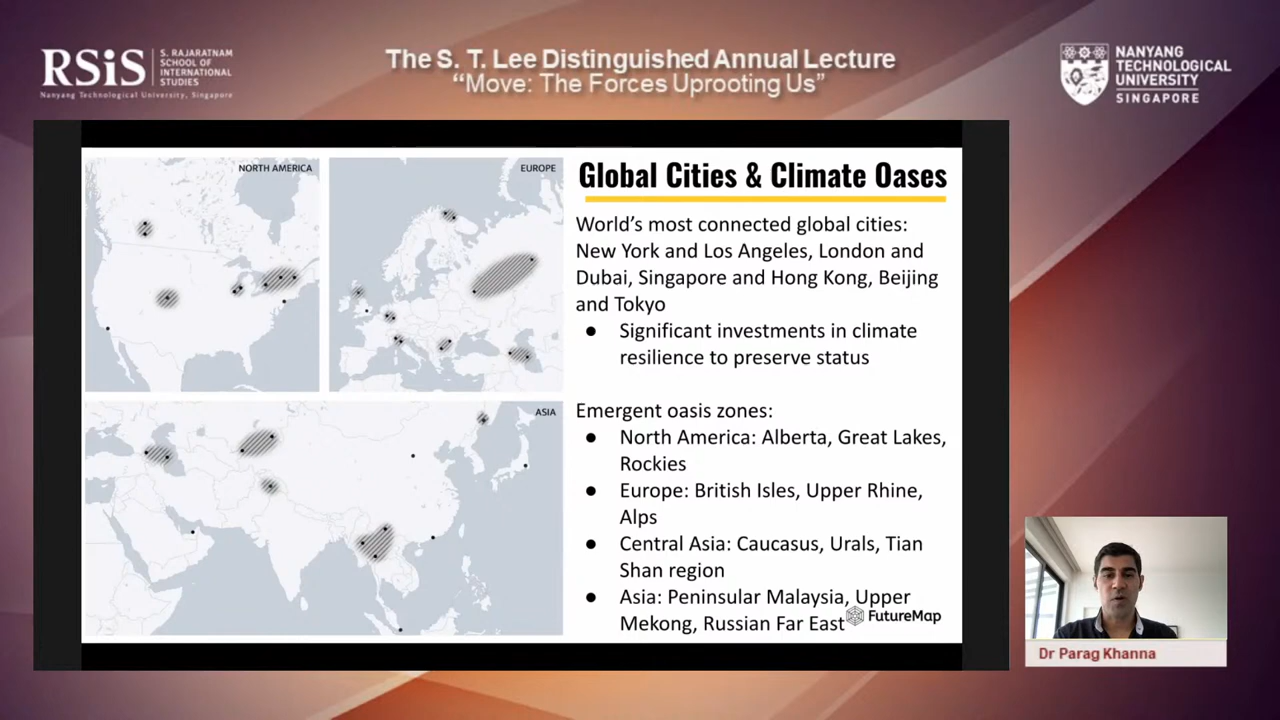 RSiS
S. RAJARATNAM
SCHOOL OF
INTERNATIONAL
STUDIES
Nanyang Technological University, Singapore
The S. T. Lee Distinguished Annual Lecture
“Move: The Forces Uprooting Us”
NANYANG
TECHNOLOGICAL
UNIVERSITY
SINGAPORE
NORTH AMERICA
EUROPE
ASIA
Global Cities & Climate Oases
World’s most connected global cities:
New York and Los Angeles, London and
Dubai, Singapore and Hong Kong, Beijing
and Tokyo
● Significant investments in climate
resilience to preserve status
Emergent oasis zones:
● North America: Alberta, Great Lakes,
Rockies
● Europe: British Isles, Upper Rhine,
Alps
● Central Asia: Caucasus, Urals, Tian
Shan region
● Asia: Peninsular Malaysia, Upper
Mekong, Russian Far East
FutureMap
Dr Parag Khanna